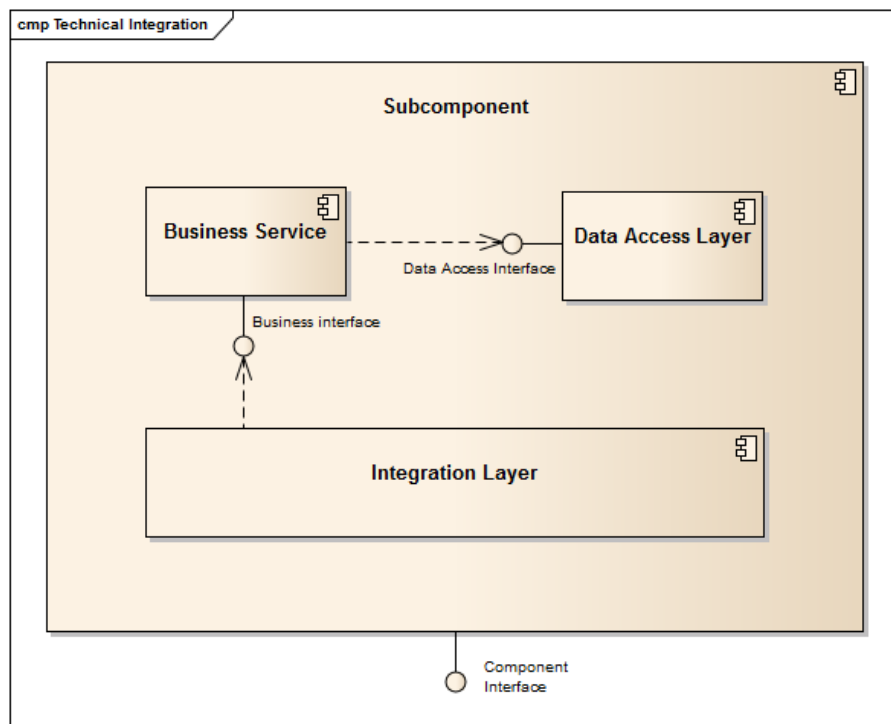 cmp Technical Integration
Subcomponent
Business Service
Data Access Layer
Data Access Interface
Business interface
Integration Layer
Component
Interface